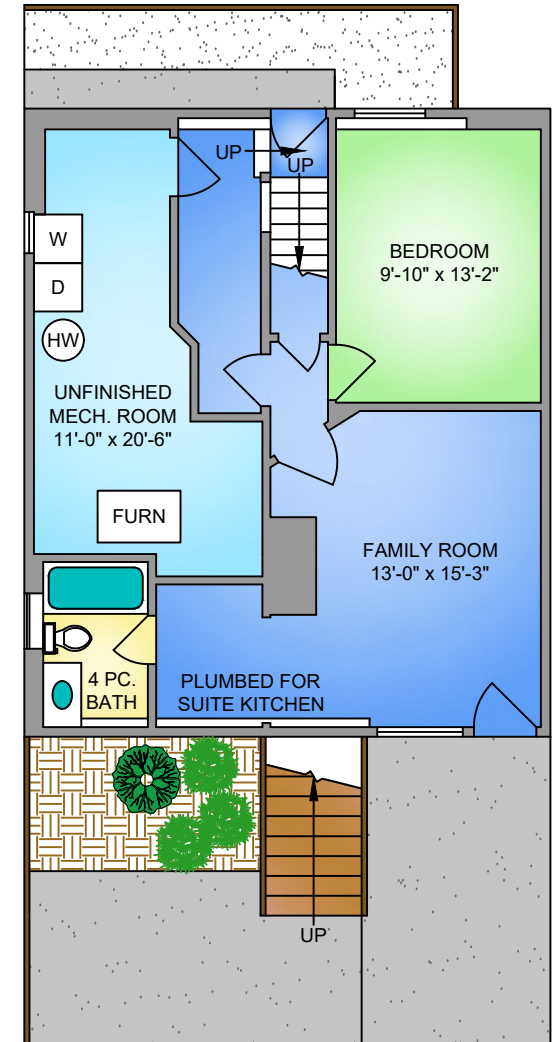 UP
UP
BEDROOM
9'-10" x 13'-2"
W
D
HW
UNFINISHED
MECH. ROOM
11'-0" x 20'-6"
FURN
FAMILY ROOM
13'-0" x 15'-3"
4 PC.
BATH
PLUMBED FOR
SUITE KITCHEN
UP